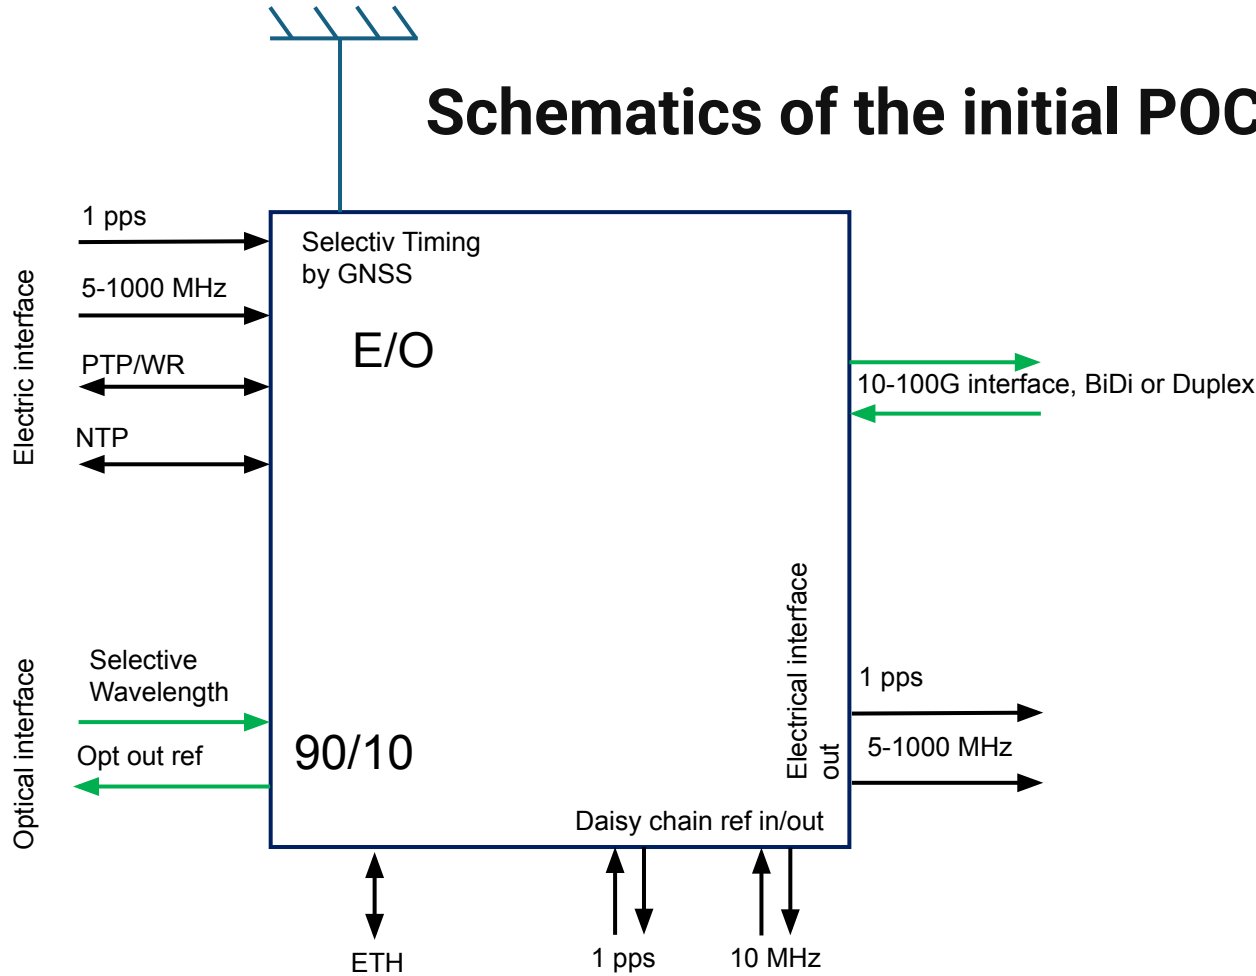 Schematics of the initial POC
1 pps
5-1000 MHz
PTP/WR
NTP
Electric interface
Selectiv Timing
by GNSS
E/O
10-100G interface, BiDi or Duplex
Optical interface
Selective
Wavelength
Opt out ref
90/10
Electrical interface
out
1 pps
5-1000 MHz
Daisy chain ref in/out
ETH
1 pps
10 MHz